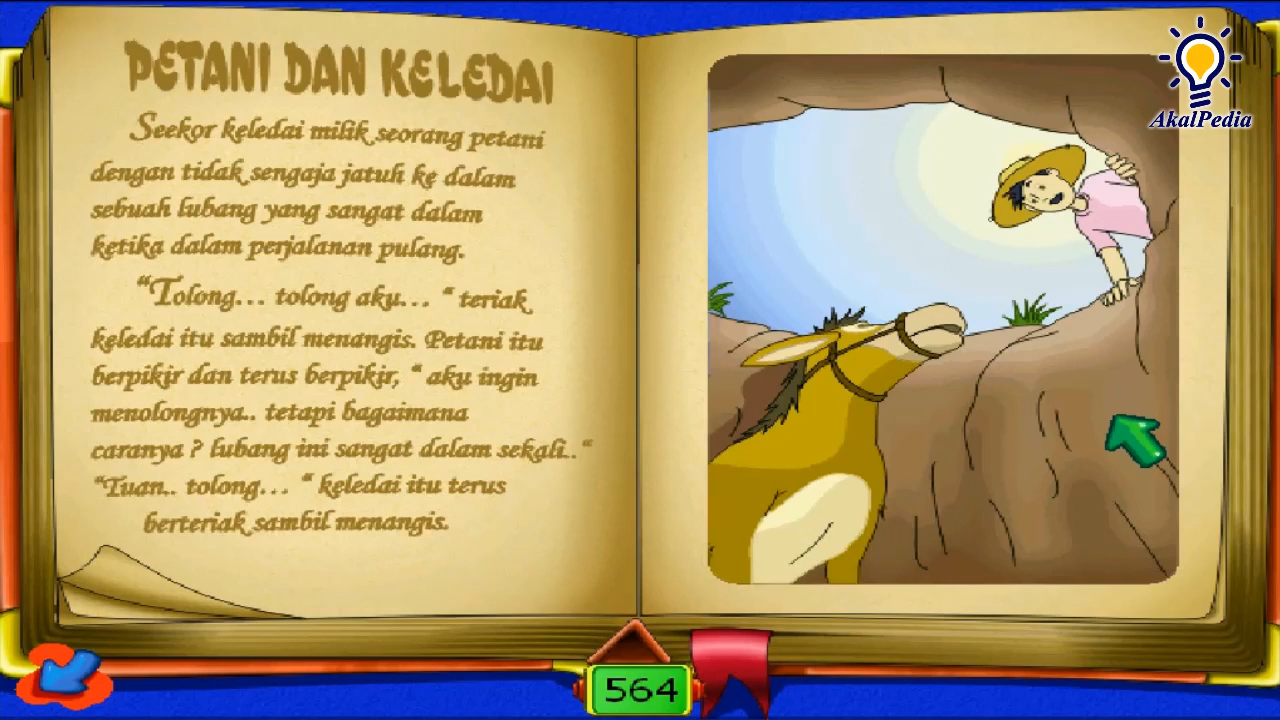 PETANI DAN KELEDAI
Seekor keledai milik seorang petani
dengan tidak sengaja jatuh ke dalam
sebuah lubang yang sangat dalam
ketika dalam perjalanan pulang.
“Tolong... tolong aku... “ teriak
keledai itu sambil menangis. Petani itu
berpikir dan terus berpikir, “ aku ingin
menolongnya.. tetapi bagaimana
caranya ? lubang ini sangat dalam sekali..“
“Tuan.. tolong... “ keledai itu terus
berteriak sambil menangis.
AkalPedia
564